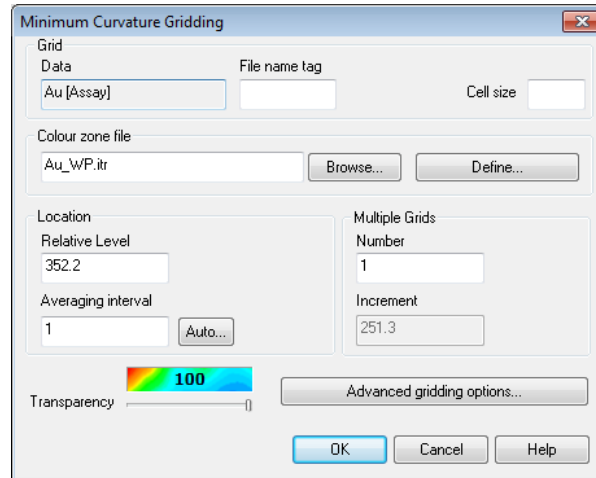 Minimum Curvature Gridding
Grid
Data
File name tag
Au [Assay]
Cell size
Colour zone file
Au_WP.itr
Browse...
Define...
Location
Relative Level
352.2
Averaging interval
1
Auto...
Multiple Grids
Number
1
Increment
251.3
100
Transparency
Advanced gridding options...
OK
Cancel
Help